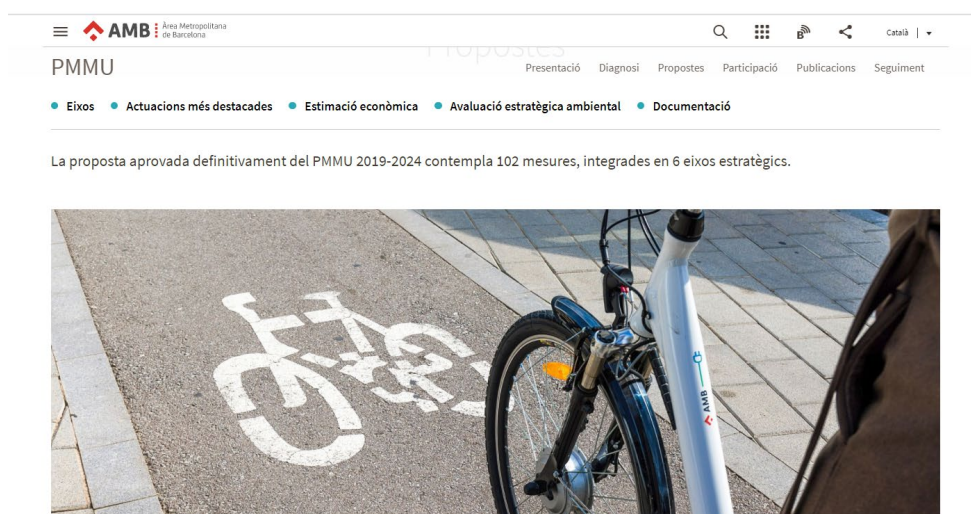 AMB
Àrea Metropolitana
de Barcelona
B
Català
Propostes
PMMU
Presentació Diagnosi Propostes Participació Publicacions Seguiment
Eixos Actuacions més destacades Estimació econòmica Avaluació estratègica ambiental Documentació
La proposta aprovada definitivament del PMMU 2019-2024 contempla 102 mesures, integrades en 6 eixos estratègics.
AMB